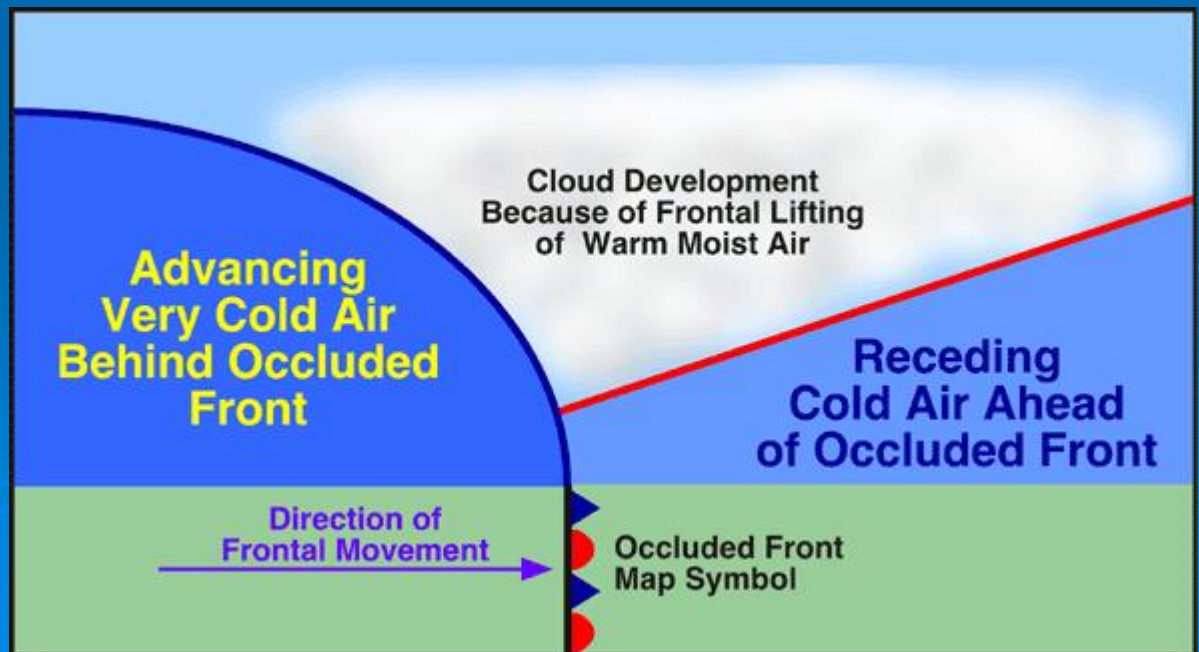 Cloud Development
Because of Frontal Lifting
of Warm Moist Air
Advancing
Very Cold Air
Behind Occluded
Front
Receding
Cold Air Ahead
of Occluded Front
Direction of
Frontal Movement
Occluded Front
Map Symbol